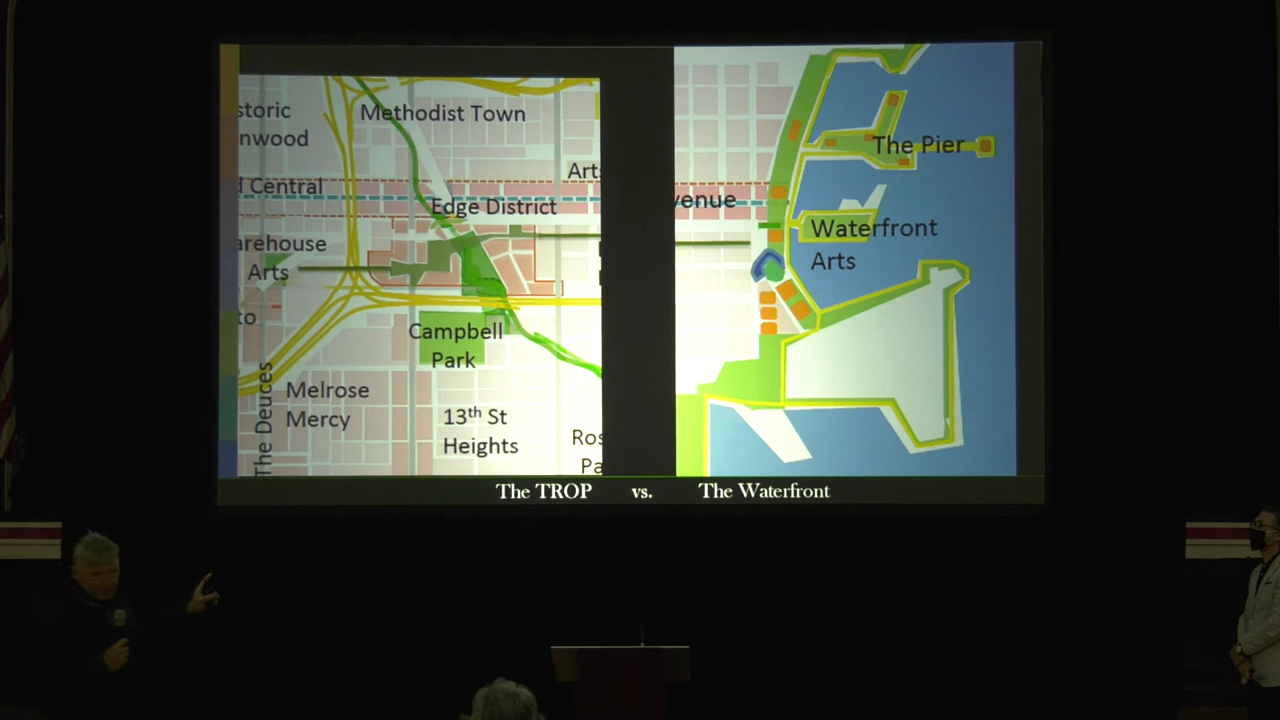 storic
nwood
Methodist Town
Arts
d Central
Edge District
arehouse
Arts
to
Campbell
Park
The Deuces
Melrose
Mercy
13th St
Heights
Ros
Pa
The Pier
venue
Waterfront
Arts
The TROP vs. The Waterfront